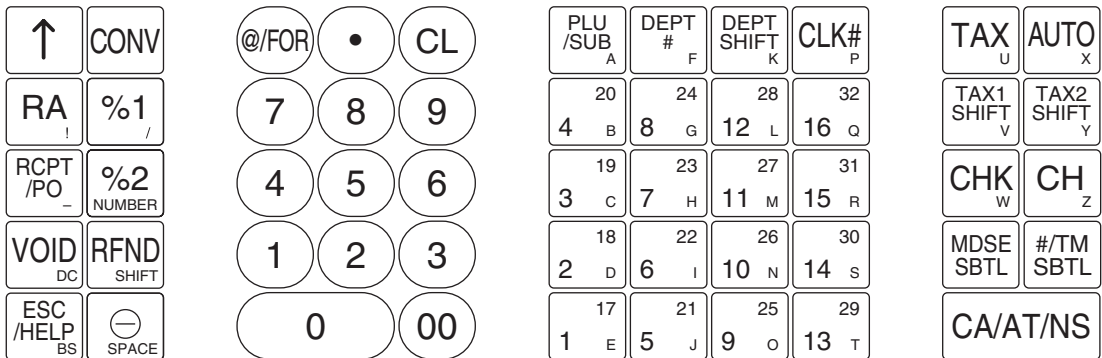 ↑ CONV @/FOR • CL PLU /SUB A DEPT # F DEPT SHIFT K CLK# P TAX U AUTO X
RA ! %1 / 7 8 9 20 4 B 24 8 G 28 12 L 32 16 Q TAX1 SHIFT V TAX2 SHIFT Y
RCPT /PO _ %2 NUMBER 4 5 6 19 3 C 23 7 H 27 11 M 31 15 R CHK W CH Z
VOID DC RFND SHIFT 1 2 3 18 2 D 22 6 I 26 10 N 30 14 S MDSE SBTL #/TM SBTL
ESC /HELP BS ⊖ SPACE 0 00 17 1 E 21 5 J 25 9 O 29 13 T CA/AT/NS